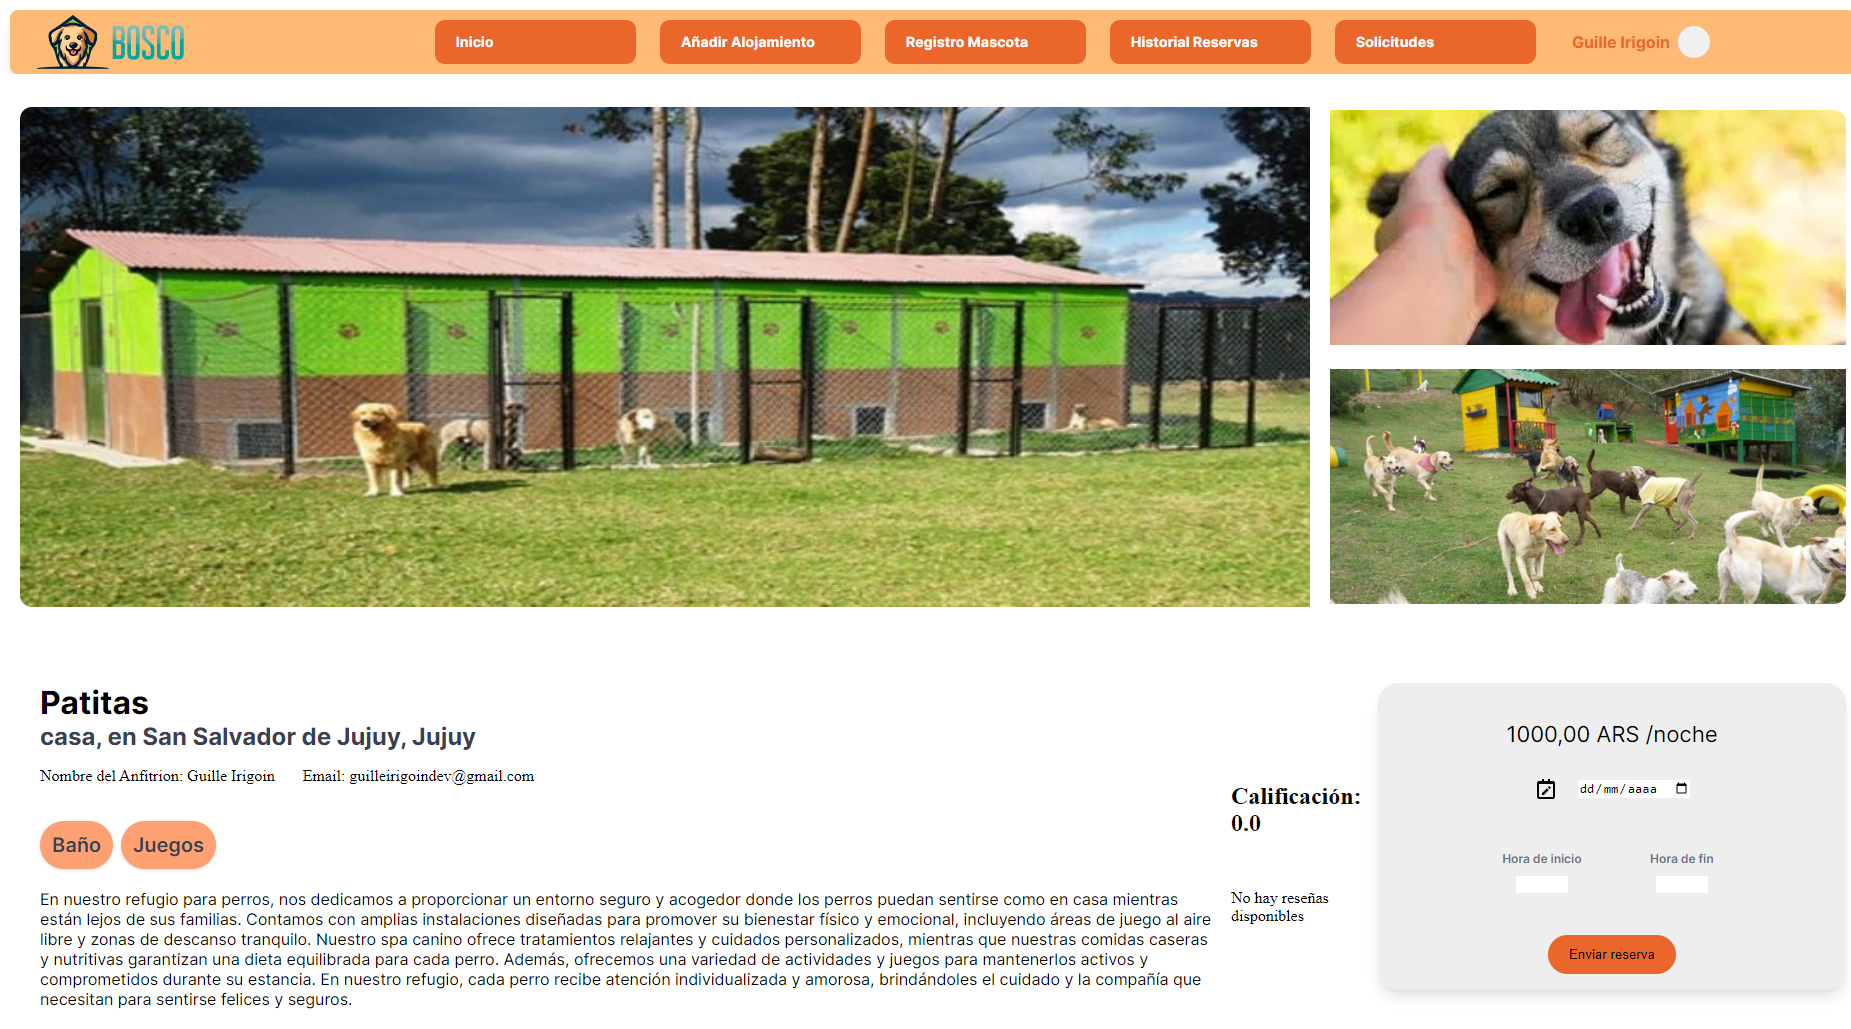 BOSCO
Inicio
Añadir Alojamiento
Registro Mascota
Historial Reservas
Solicitudes
Guille Irigoin
Patitas
casa, en San Salvador de Jujuy, Jujuy
Nombre del Anfitrion: Guille Irigoin
Email: guilleirigoindev@gmail.com
Baño
Juegos
En nuestro refugio para perros, nos dedicamos a proporcionar un entorno seguro y acogedor donde los perros puedan sentirse como en casa mientras
están lejos de sus familias. Contamos con amplias instalaciones diseñadas para promover su bienestar físico y emocional, incluyendo áreas de juego al aire
libre y zonas de descanso tranquilo. Nuestro spa canino ofrece tratamientos relajantes y cuidados personalizados, mientras que nuestras comidas caseras
y nutritivas garantizan una dieta equilibrada para cada perro. Además, ofrecemos una variedad de actividades y juegos para mantenerlos activos y
comprometidos durante su estancia. En nuestro refugio, cada perro recibe atención individualizada y amorosa, brindándoles el cuidado y la compañía que
necesitan para sentirse felices y seguros.
Calificación:
0.0
No hay reseñas
disponibles
1000,00 ARS /noche
dd/mm/aaaa
Hora de inicio
Hora de fin
Enviar reserva